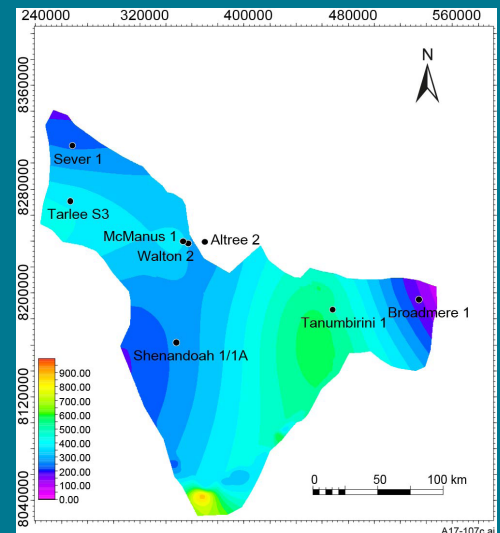 240000 320000 400000 480000 560000
8360000
8280000
8200000
8120000
8040000
N
Sever 1
Tarlee S3
McManus 1
Altree 2
Walton 2
Broadmere 1
Tanumbirini 1
Shenandoah 1/1A
900.00
800.00
700.00
600.00
500.00
400.00
300.00
200.00
100.00
0.00
0 50 100 km
A17-107c.ai